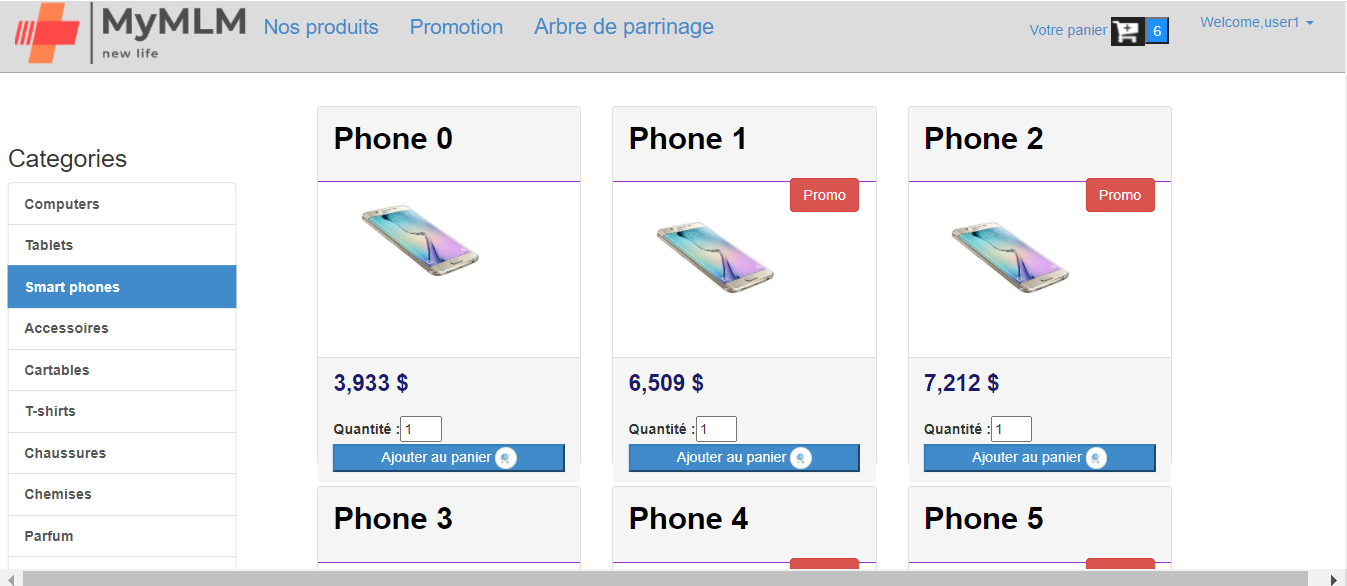 MyMLM
new life
Nos produits
Promotion
Arbre de parrinage
Votre panier
6
Welcome,user1
Categories
Computers
Tablets
Smart phones
Accessoires
Cartables
T-shirts
Chaussures
Chemises
Parfum
Phone 0
3,933 $
Quantité : 1
Ajouter au panier
Phone 1
Promo
6,509 $
Quantité : 1
Ajouter au panier
Phone 2
Promo
7,212 $
Quantité : 1
Ajouter au panier
Phone 3
Phone 4
Phone 5